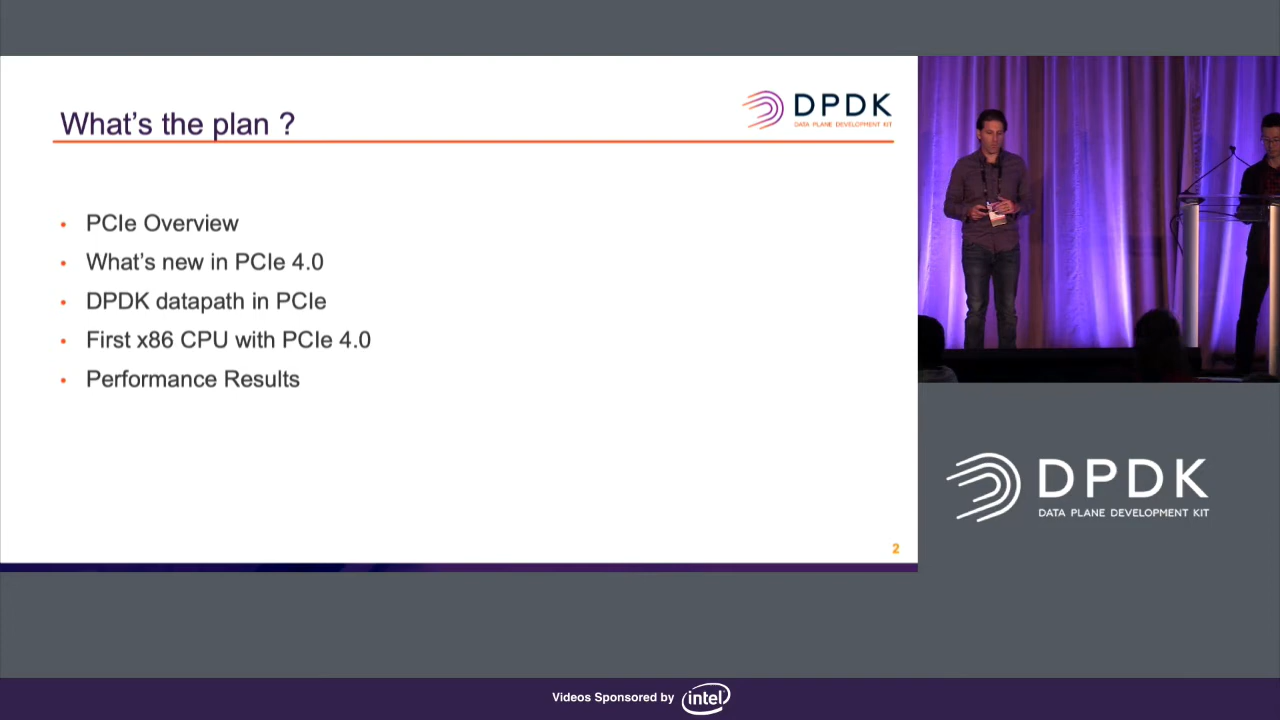 What's the plan ?
DPDK
DATA PLANE DEVELOPMENT KIT
• PCIe Overview
• What's new in PCIe 4.0
• DPDK datapath in PCIe
• First x86 CPU with PCIe 4.0
• Performance Results
2
DPDK
DATA PLANE DEVELOPMENT KIT
Videos Sponsored by intel